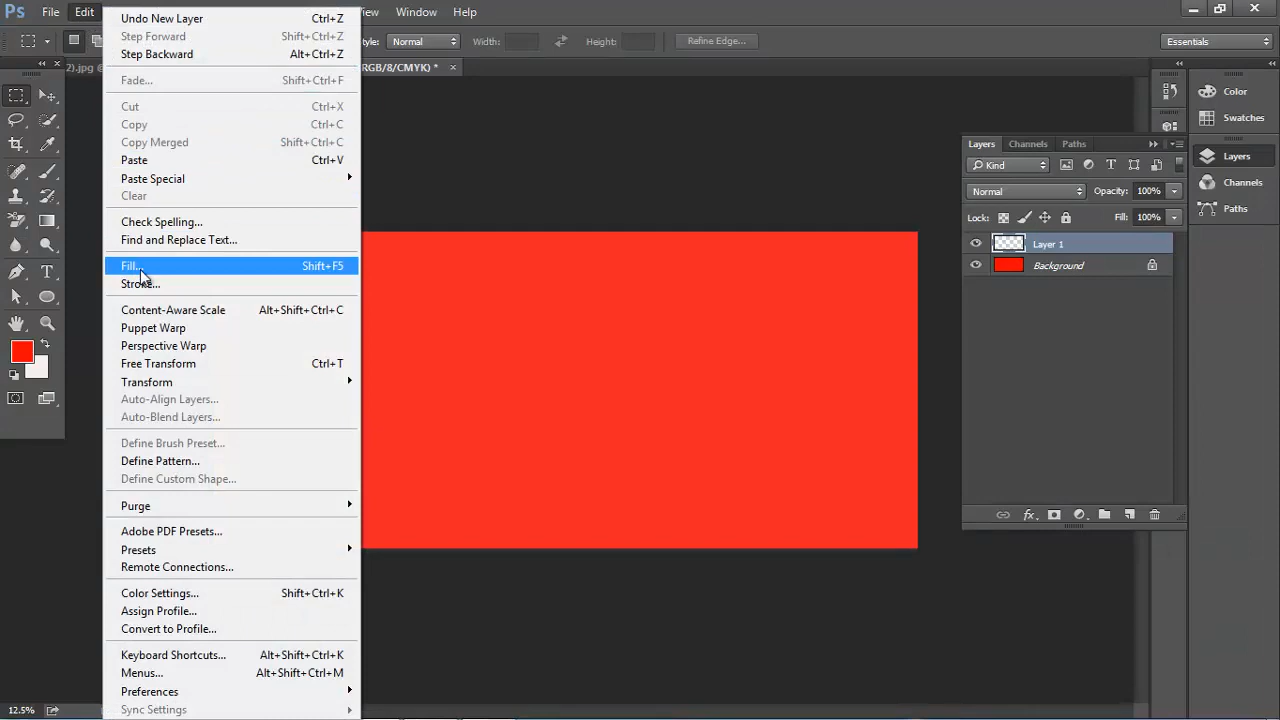 Ps File Edit iew Window Help
tyle: Normal Width: Height: Refine Edge... Essentials
2).jpg RGB/8/CMYK) *
Undo New Layer Ctrl+Z
Step Forward Shift+Ctrl+Z
Step Backward Alt+Ctrl+Z
Fade... Shift+Ctrl+F
Cut Ctrl+X
Copy Ctrl+C
Copy Merged Shift+Ctrl+C
Paste Ctrl+V
Paste Special
Clear
Check Spelling...
Find and Replace Text...
Fill... Shift+F5
Stroke...
Content-Aware Scale Alt+Shift+Ctrl+C
Puppet Warp
Perspective Warp
Free Transform Ctrl+T
Transform
Auto-Align Layers...
Auto-Blend Layers...
Define Brush Preset...
Define Pattern...
Define Custom Shape...
Purge
Adobe PDF Presets...
Presets
Remote Connections...
Color Settings... Shift+Ctrl+K
Assign Profile...
Convert to Profile...
Keyboard Shortcuts... Alt+Shift+Ctrl+K
Menus... Alt+Shift+Ctrl+M
Preferences
Sync Settings
12.5%
Layers Channels Paths
Kind
Normal Opacity: 100%
Lock: Fill: 100%
Layer 1
Background
fx
Color
Swatches
Layers
Channels
Paths